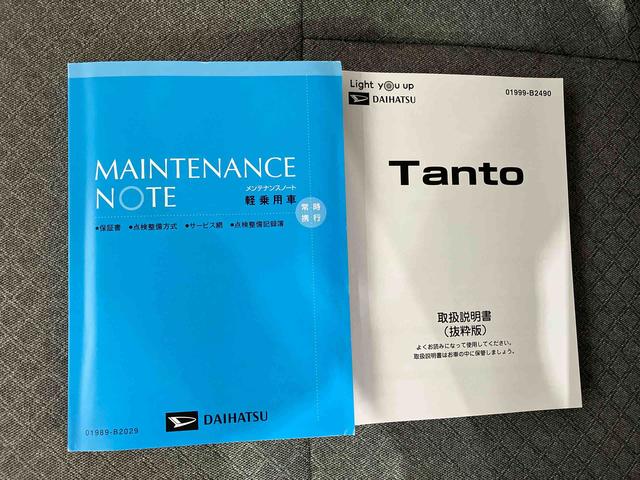 MAINTENANCE
NOTE
メンテナンスノート
軽乗用車
常時
携行
●保証書 ●点検整備方式 ●サービス網 ●点検整備記録簿
DAIHATSU
01989-B2029
Light you up
DAIHATSU
01999-B2490
Tanto
取扱説明書
（抜粋版）
よくお読みになって使用してください。
取扱説明書はお車の中に保管しましょう。